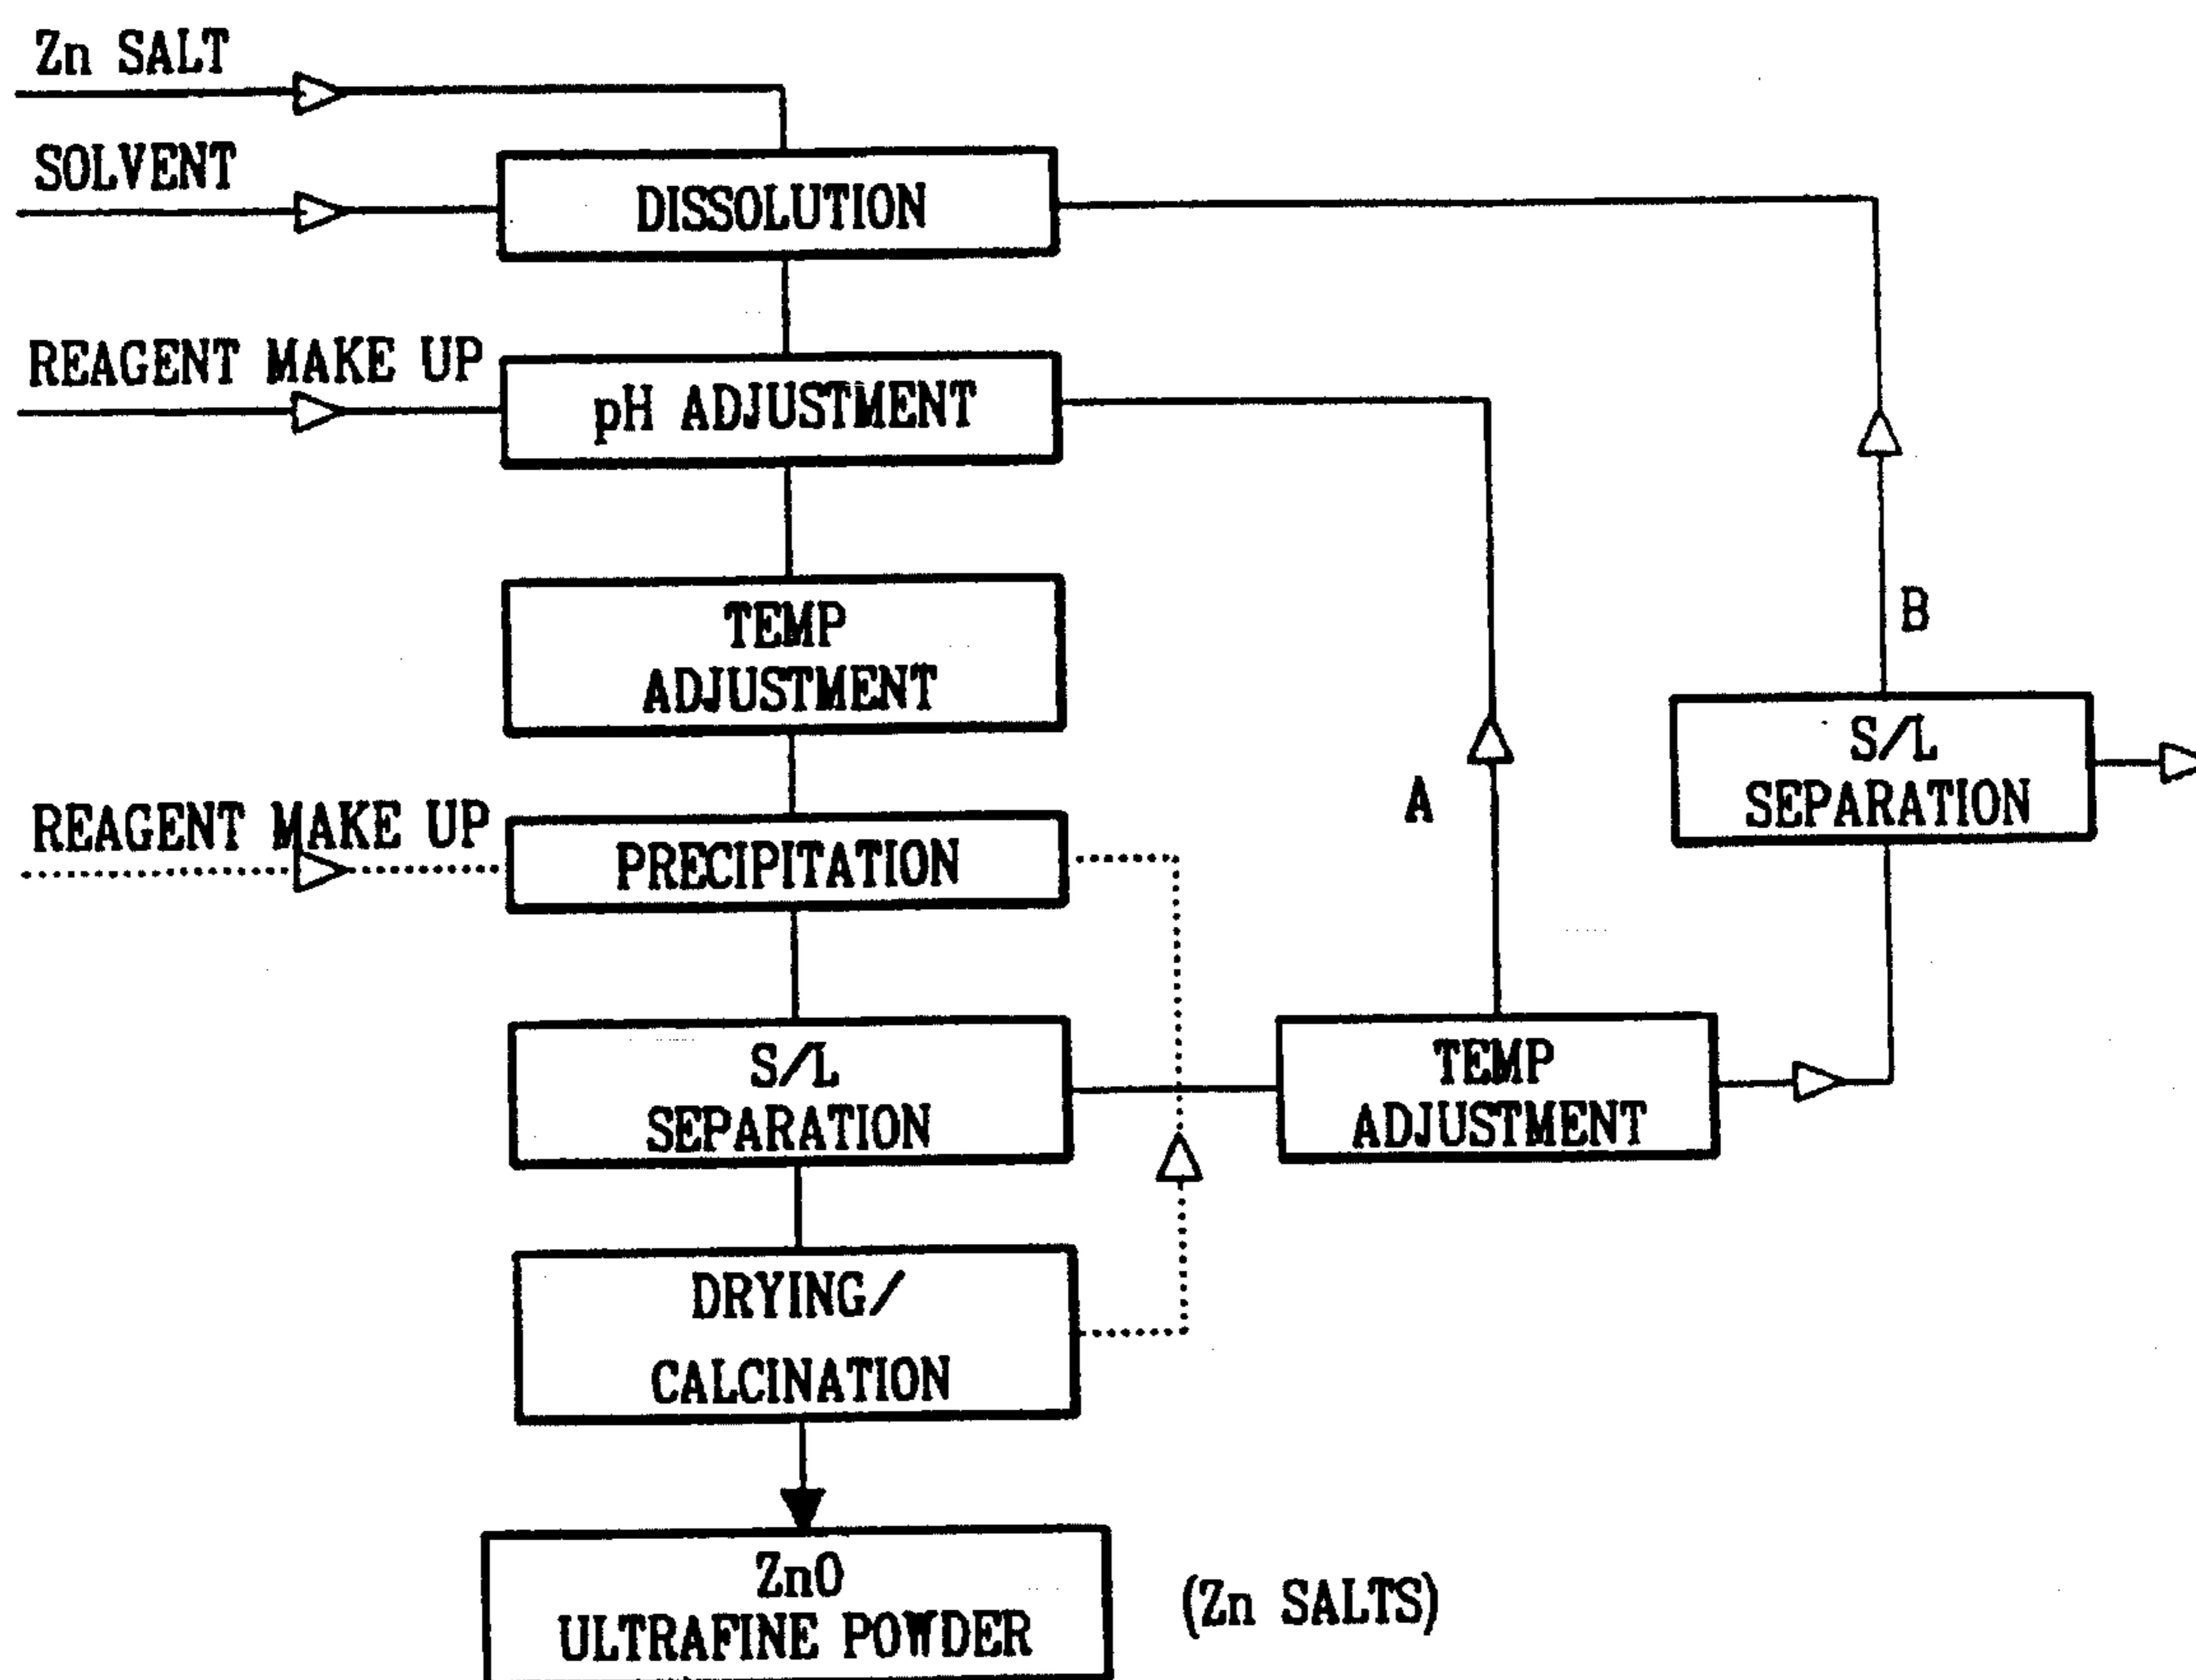 Zn SALT
SOLVENT
DISSOLUTION
REAGENT MAKE UP
pH ADJUSTMENT
TEMP
ADJUSTMENT
B
S/L
SEPARATION
A
REAGENT MAKE UP
PRECIPITATION
S/L
SEPARATION
TEMP
ADJUSTMENT
DRYING/
CALCINATION
ZnO
ULTRAFINE POWDER
(Zn SALTS)